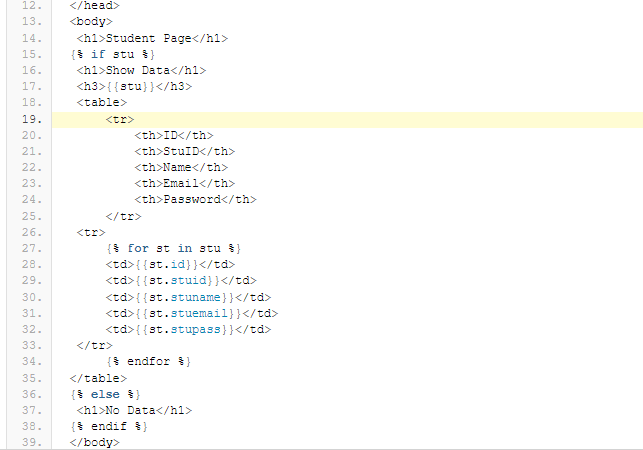 12. </head>
13. <body>
14. <h1>Student Page</h1>
15. {% if stu %}
16. <h1>Show Data</h1>
17. <h3>{{stu}}</h3>
18. <table>
19. <tr>
20. <th>ID</th>
21. <th>StuID</th>
22. <th>Name</th>
23. <th>Email</th>
24. <th>Password</th>
25. </tr>
26. <tr>
27. {% for st in stu %}
28. <td>{{st.id}}</td>
29. <td>{{st.stuid}}</td>
30. <td>{{st.stuname}}</td>
31. <td>{{st.stuemail}}</td>
32. <td>{{st.stupass}}</td>
33. </tr>
34. {% endfor %}
35. </table>
36. {% else %}
37. <h1>No Data</h1>
38. {% endif %}
39. </body>